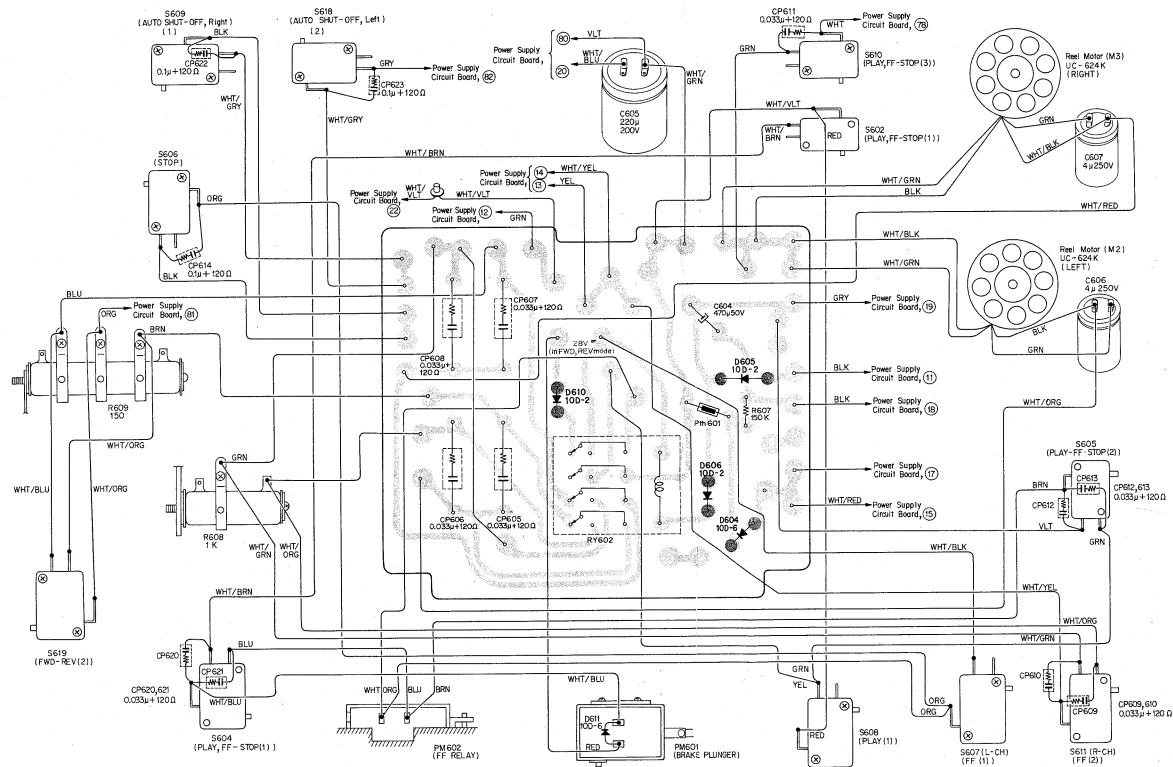 S609
(AUTO SHUT-OFF, Right)
(1)
BLK
CP622
0.1μ+120Ω
WHT/
GRY
S618
(AUTO SHUT-OFF, Left)
(2)
GRY
Power Supply
Circuit Board, 82
CP623
0.1μ+120Ω
WHT/GRY
Power Supply
Circuit Board,
80
20
VLT
WHT/
BLU
C605
220μ
200V
WHT/
GRN
CP611
0.033μ+120Ω
WHT
Power Supply
Circuit Board, 78
GRN
S610
(PLAY,FF-STOP(3))
WHT/VLT
WHT/
BRN
RED
S602
(PLAY,FF-STOP(1))
Reel Motor (M3)
UC-624K
(RIGHT)
GRN
WHT/BLK
C607
4μ250V
WHT/GRN
BLK
WHT/RED
WHT/BRN
S606
(STOP)
ORG
CP614
0.1μ+120Ω
BLK
Power Supply
Circuit Board,
22
WHT/
VLT
WHT/VLT
Power Supply
Circuit Board,
14
13
WHT/YEL
YEL
Power Supply
Circuit Board, 12
GRN
WHT/BLK
WHT/GRN
Reel Motor (M2)
UC-624K
(LEFT)
C606
4μ250V
BLK
GRN
BLU
ORG
Power Supply
Circuit Board, 81
BRN
R609
150
CP607
0.033μ+120Ω
CP608
0.033μ+
120Ω
28V
(in FWD, REV mode)
C604
470μ50V
GRY
Power Supply
Circuit Board, 19
D605
10D-2
D610
10D-2
BLK
Power Supply
Circuit Board, 11
BLK
Power Supply
Circuit Board, 18
R607
150K
Pth601
WHT/ORG
WHT/ORG
GRN
WHT/BLU
WHT/ORG
R608
1K
WHT/
GRN
WHT/
ORG
CP606
0.033μ+120Ω
CP605
0.033μ+120Ω
RY602
D606
10D-2
D604
10D-6
Power Supply
Circuit Board, 17
WHT/RED
Power Supply
Circuit Board, 15
S605
(PLAY-FF-STOP(2))
BRN
CP613
CP612
CP612,613
0.033μ+120Ω
VLT
GRN
WHT/BLK
WHT/YEL
WHT/BRN
S619
(FWD-REV(2))
BLU
CP620
CP621
CP620,621
0.033μ+120Ω
WHT/BLU
S604
(PLAY, FF-STOP(1))
WHT/ORG
BLU
BRN
PM602
(FF RELAY)
WHT/BLU
D611
10D-6
RED
PM601
(BRAKE PLUNGER)
GRN
YEL
RED
S608
(PLAY(1))
WHT/ORG
WHT/GRN
ORG
ORG
S607(L-CH)
(FF(1))
CP610
CP609
CP609,610
0.033μ+120Ω
S611(R-CH)
(FF(2))